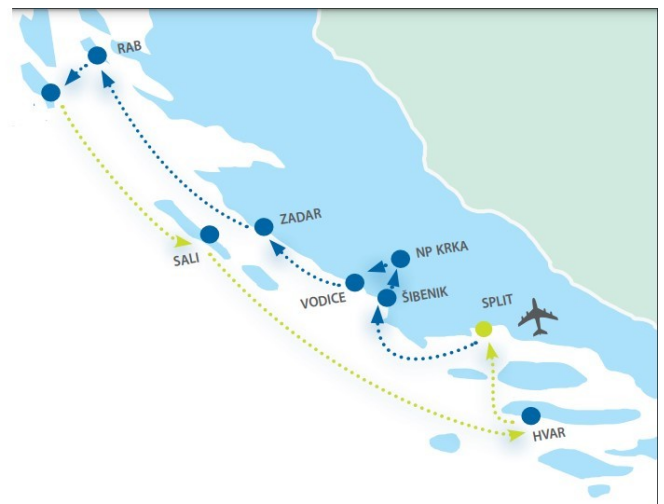 RAB
ZADAR
SALI
NP KRKA
VODICE
ŠIBENIK
SPLIT
HVAR